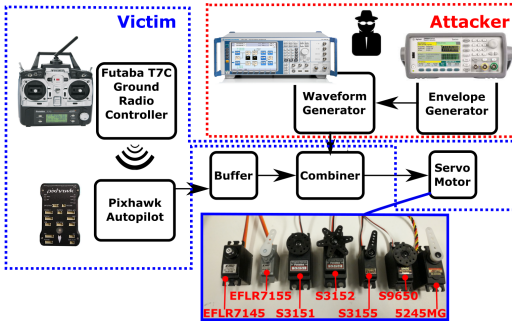 Victim
Attacker
Futaba T7C
Ground
Radio
Controller
Waveform
Generator
Envelope
Generator
Pixhawk
Autopilot
Buffer
Combiner
Servo
Motor
pixhawk
EFLR7155
S3152
S9650
EFLR7145
S3151
S3155
5245MG